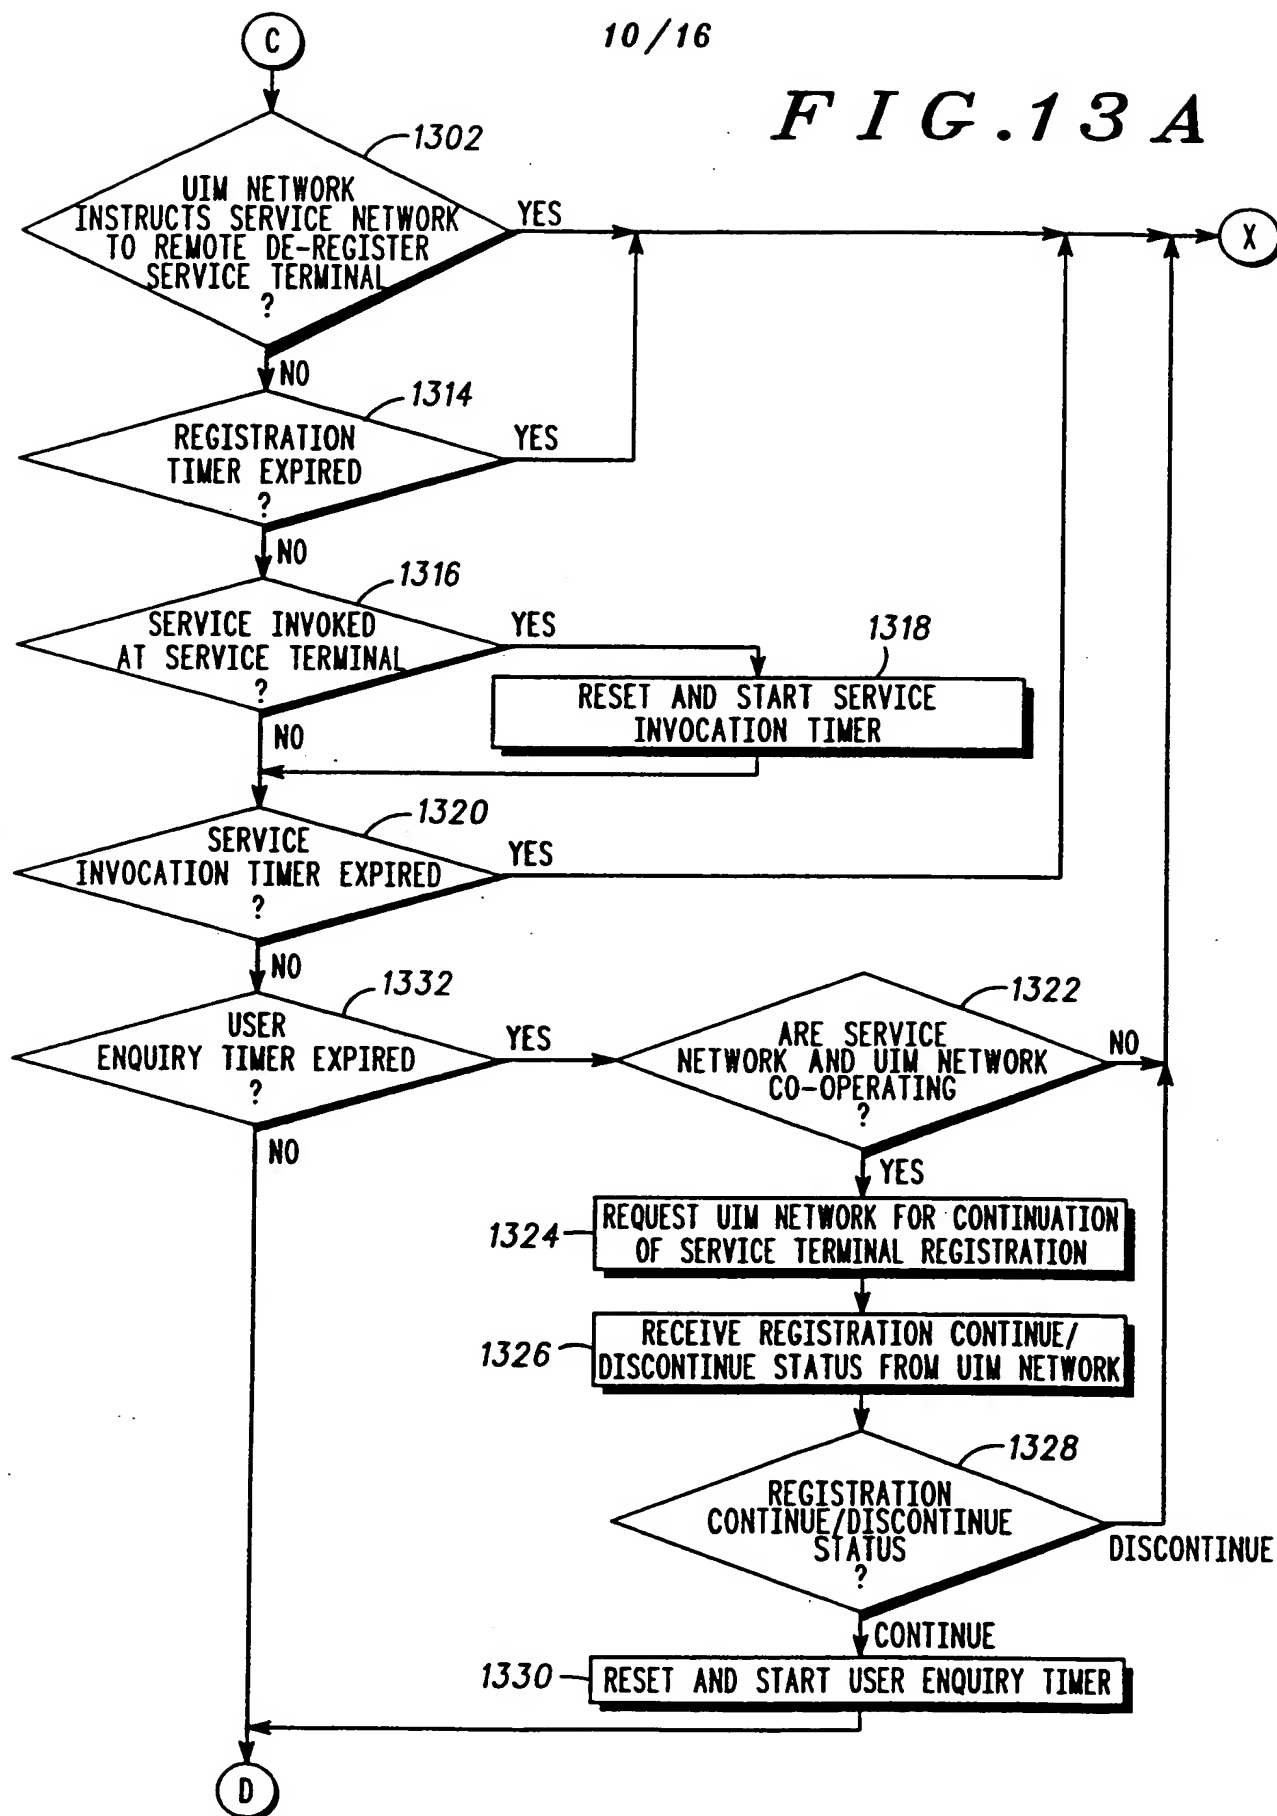 C
10/16
FIG.13A
1302
UIM NETWORK
INSTRUCTS SERVICE NETWORK
TO REMOTE DE-REGISTER
SERVICE TERMINAL
?
YES
X
NO
1314
REGISTRATION
TIMER EXPIRED
?
YES
NO
1316
SERVICE INVOKED
AT SERVICE TERMINAL
?
YES
1318
RESET AND START SERVICE
INVOCATION TIMER
NO
1320
SERVICE
INVOCATION TIMER EXPIRED
?
YES
NO
1332
USER
ENQUIRY TIMER EXPIRED
?
YES
1322
ARE SERVICE
NETWORK AND UIM NETWORK
CO-OPERATING
?
NO
NO
YES
1324
REQUEST UIM NETWORK FOR CONTINUATION
OF SERVICE TERMINAL REGISTRATION
1326
RECEIVE REGISTRATION CONTINUE/
DISCONTINUE STATUS FROM UIM NETWORK
1328
REGISTRATION
CONTINUE/DISCONTINUE
STATUS
?
DISCONTINUE
CONTINUE
1330
RESET AND START USER ENQUIRY TIMER
D